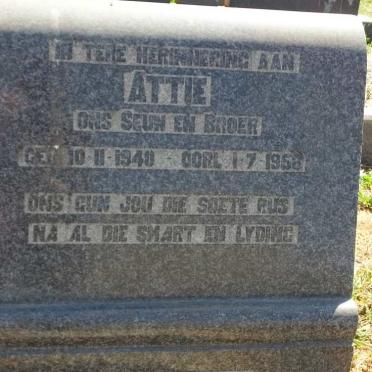 IN TERE HERINNERING AAN
ATTIE
ONS SEUN EN BROER
GEB 10-11-1940 - OORL 1-7-1958
ONS GUN JOU DIE SOETE RUS
NA AL DIE SMART EN LYDING